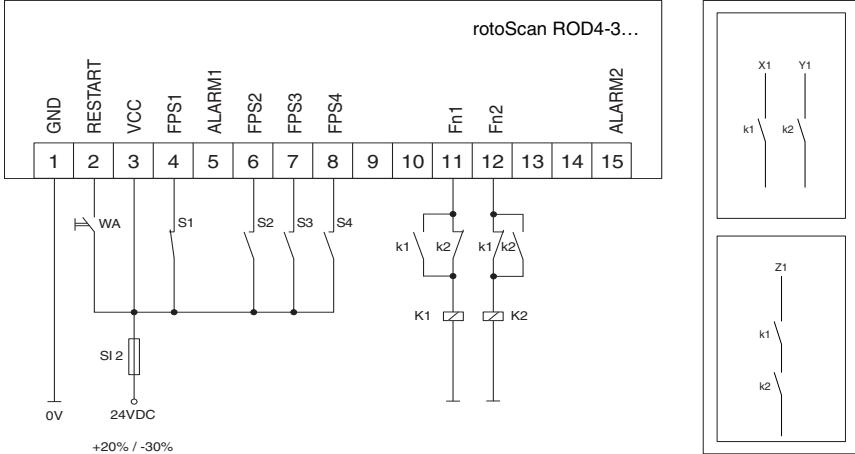 rotoScan ROD4-3…
GND
RESTART
VCC
FPS1
ALARM1
FPS2
FPS3
FPS4
Fn1
Fn2
ALARM2
1 2 3 4 5 6 7 8 9 10 11 12 13 14 15
WA S1 S2 S3 S4
k1 k2 k1 k2
K1 K2
SI 2
0V 24VDC
+20% / -30%
X1 Y1
k1 k2
Z1
k1
k2